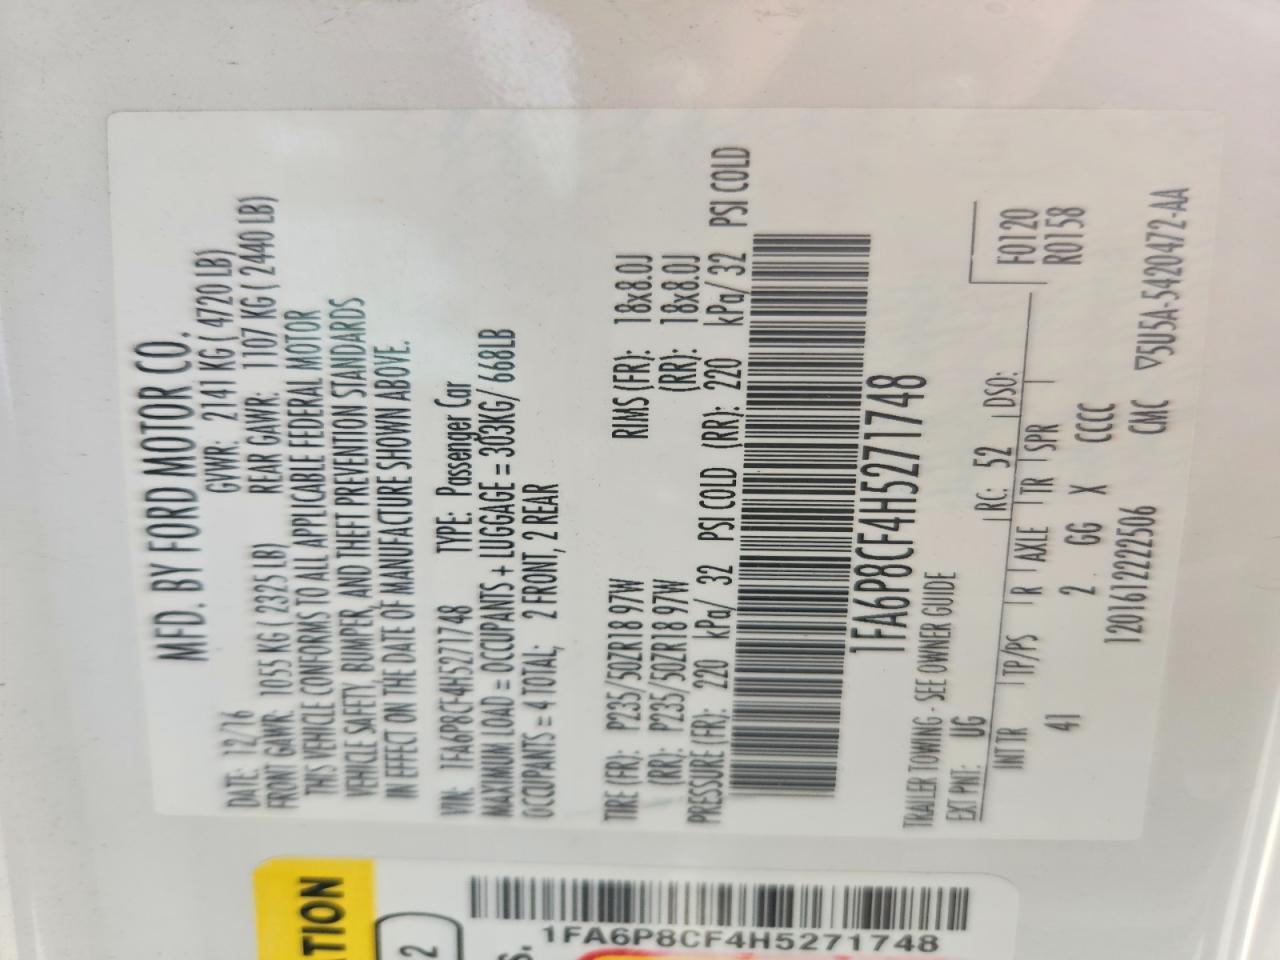 MFD. BY FORD MOTOR CO.
DATE: 12/16 GVWR: 2141 KG ( 4720 LB)
FRONT GAWR: 1055 KG ( 2325 LB) REAR GAWR: 1107 KG ( 2440 LB)
THIS VEHICLE CONFORMS TO ALL APPLICABLE FEDERAL MOTOR
VEHICLE SAFETY, BUMPER, AND THEFT PREVENTION STANDARDS
IN EFFECT ON THE DATE OF MANUFACTURE SHOWN ABOVE.
VIN: 1FA6P8CF4H5271748 TYPE: Passenger Car
MAXIMUM LOAD = OCCUPANTS + LUGGAGE = 303KG/ 668LB
OCCUPANTS = 4 TOTAL; 2 FRONT, 2 REAR
TIRE (FR): P235/50ZR18 97W RIMS (FR): 18x8.0J
(RR): P235/50ZR18 97W (RR): 18x8.0J
PRESSURE (FR): 220 kPa/ 32 PSI COLD (RR): 220 kPa/ 32 PSI COLD
1FA6P8CF4H5271748
TRAILER TOWING - SEE OWNER GUIDE
EXT PNT: UG RC: 52 DSO: F0120
R0158
INT TR TP/PS R AXLE TR SPR
41 2 GG X CCCC
12016122222506 CMC ▽5U5A-5420472-AA
ATION
2
S.
1FA6P8CF4H5271748